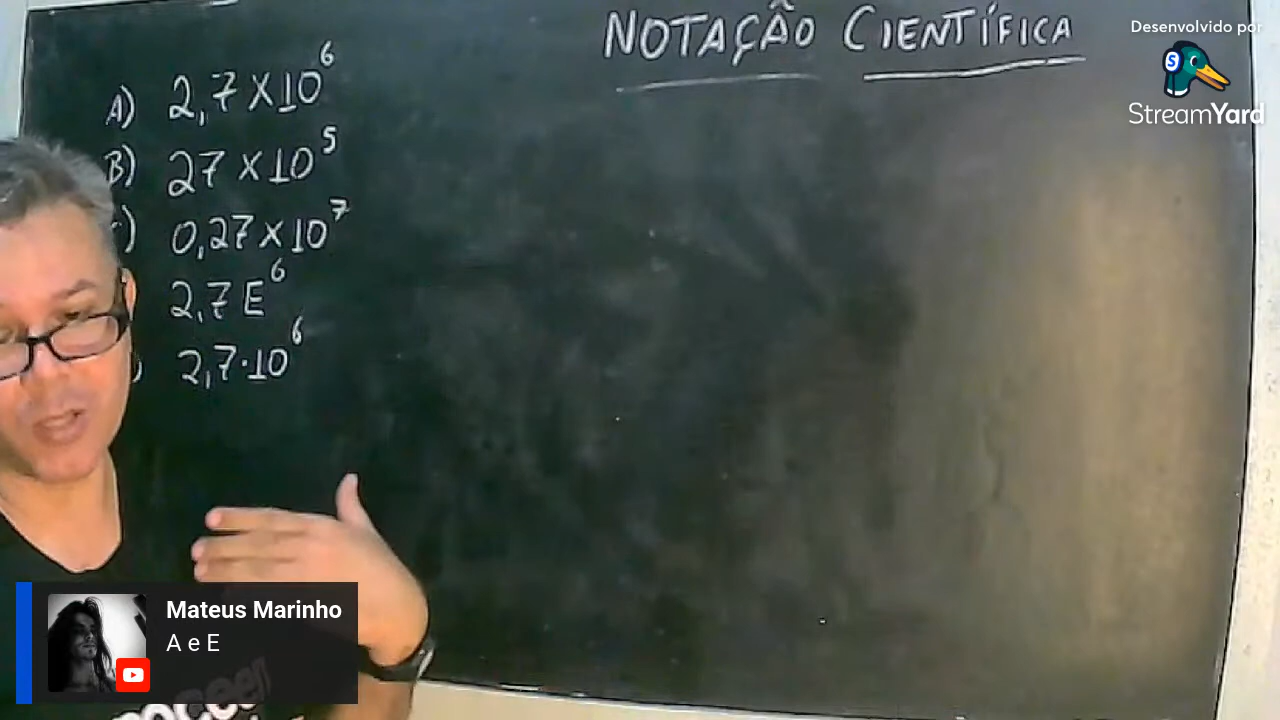 NOTAÇÃO CIENTÍFICA
Desenvolvido por
StreamYard
A) 2,7 X 10⁶
B) 27 X 10⁵
) 0,27 X 10⁷
2,7 E⁶
2,7 · 10⁶
Mateus Marinho
A e E